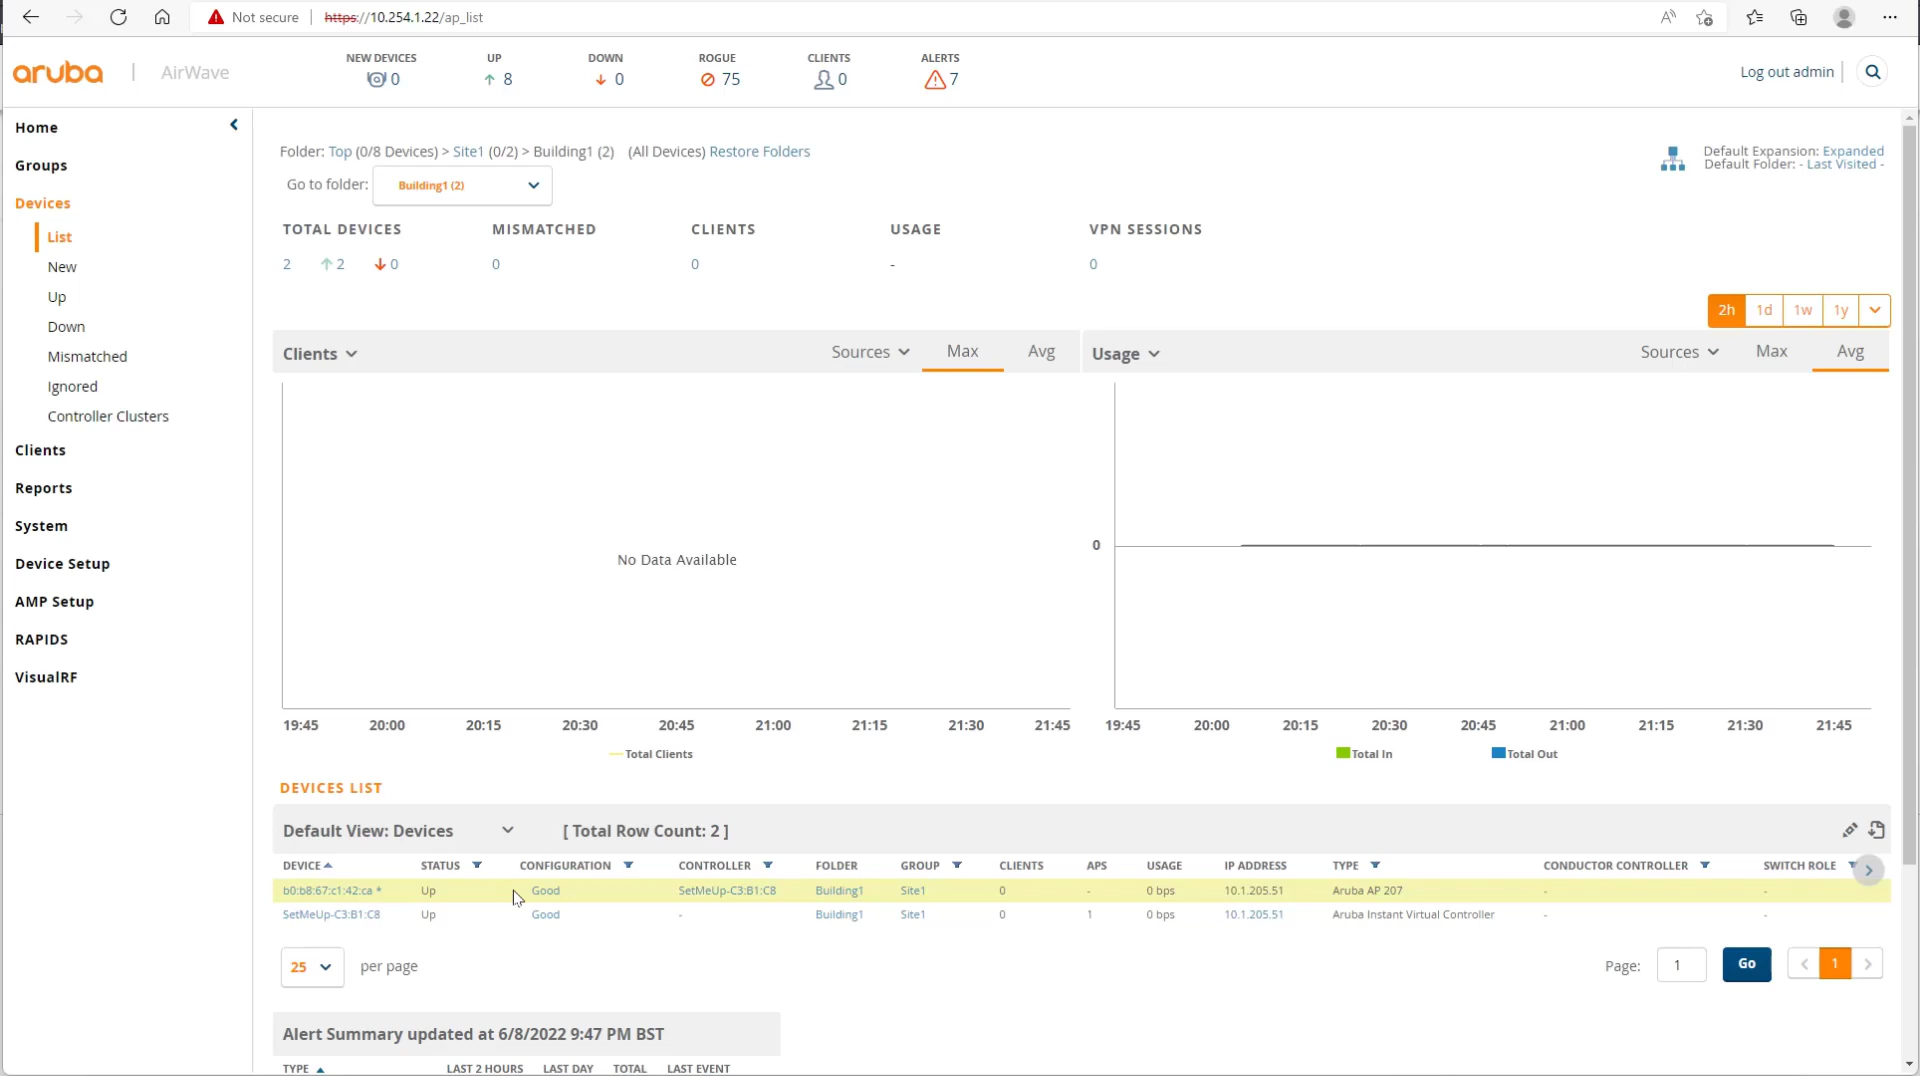 Not secure | https://10.254.1.22/ap_list
aruba | AirWave
NEW DEVICES UP DOWN ROGUE CLIENTS ALERTS
0 8 0 75 0 7
Log out admin
Home
Groups
Devices
List
New
Up
Down
Mismatched
Ignored
Controller Clusters
Clients
Reports
System
Device Setup
AMP Setup
RAPIDS
VisualRF
Folder: Top (0/8 Devices) > Site1 (0/2) > Building1 (2) (All Devices) Restore Folders
Go to folder: Building1 (2)
Default Expansion: Expanded
Default Folder: - Last Visited -
TOTAL DEVICES MISMATCHED CLIENTS USAGE VPN SESSIONS
2 2 0 0 0 - 0
2h 1d 1w 1y
Clients Sources Max Avg
No Data Available
19:45 20:00 20:15 20:30 20:45 21:00 21:15 21:30 21:45
Total Clients
Usage Sources Max Avg
0
19:45 20:00 20:15 20:30 20:45 21:00 21:15 21:30 21:45
Total In Total Out
DEVICES LIST
Default View: Devices [ Total Row Count: 2 ]
DEVICE STATUS CONFIGURATION CONTROLLER FOLDER GROUP CLIENTS APS USAGE IP ADDRESS TYPE CONDUCTOR CONTROLLER SWITCH ROLE
b0:b8:67:c1:42:ca * Up Good SetMeUp-C3:B1:C8 Building1 Site1 0 - 0 bps 10.1.205.51 Aruba AP 207 - -
SetMeUp-C3:B1:C8 Up Good - Building1 Site1 0 1 0 bps 10.1.205.51 Aruba Instant Virtual Controller - -
25 per page
Page: 1 Go < 1 >
Alert Summary updated at 6/8/2022 9:47 PM BST
TYPE LAST 2 HOURS LAST DAY TOTAL LAST EVENT